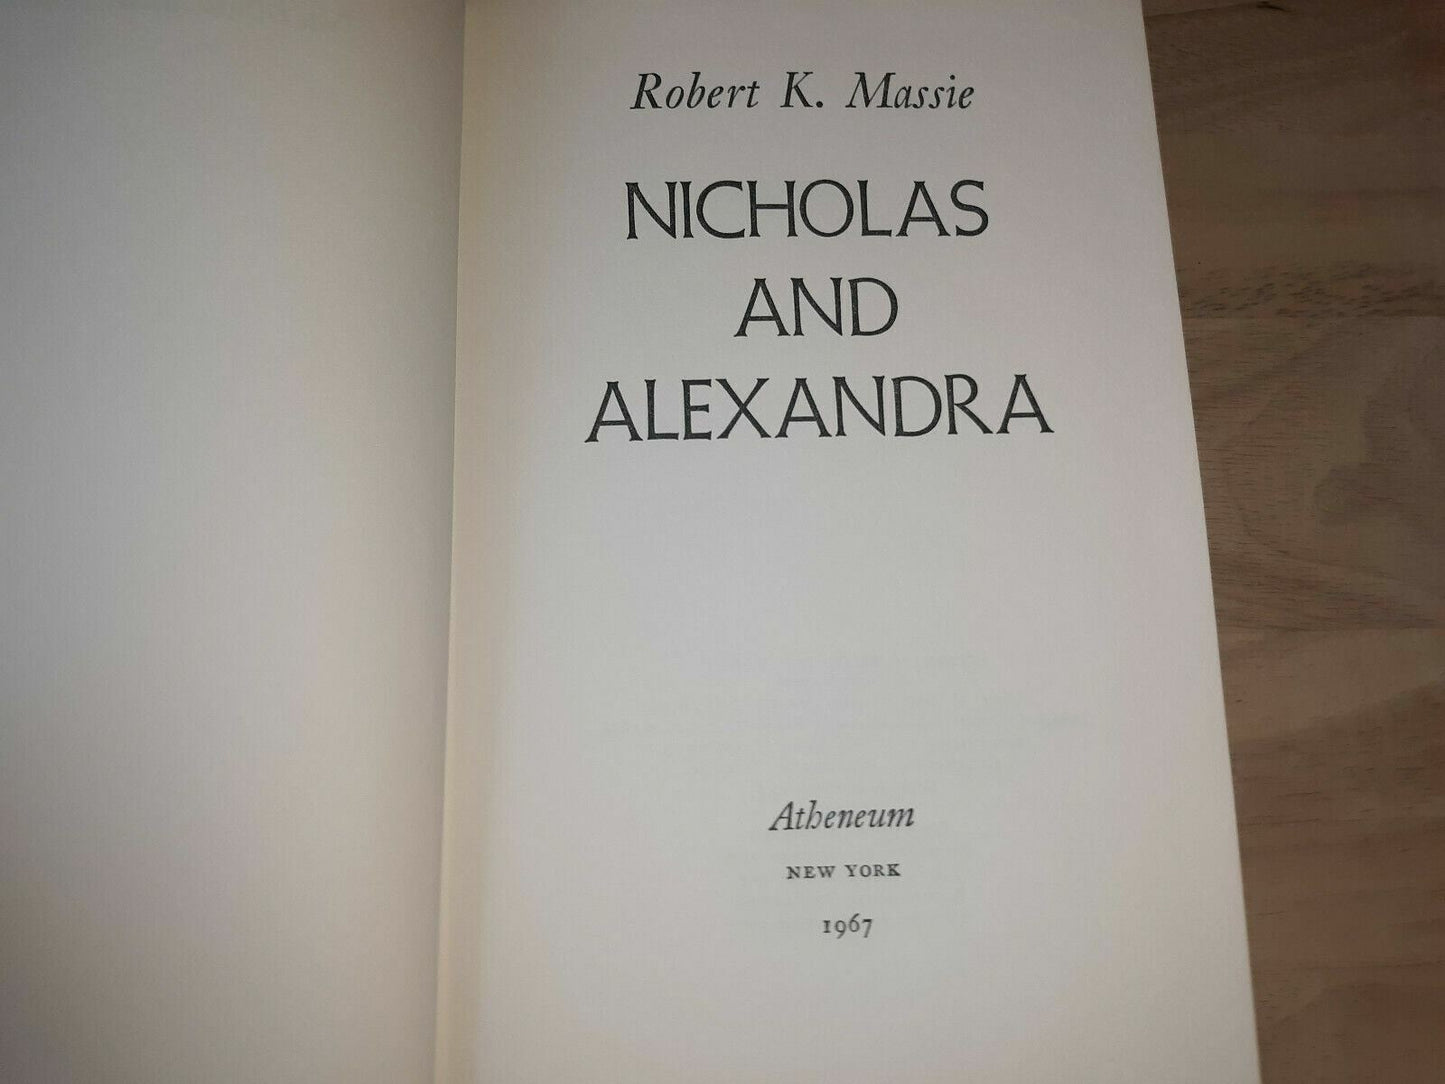 Robert K. Massie
NICHOLAS
AND
ALEXANDRA
Atheneum
NEW YORK
1967